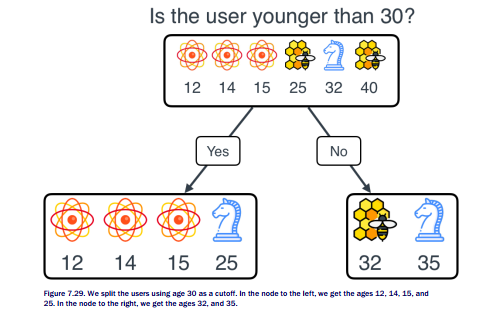 Is the user younger than 30?
12 14 15 25 32 40
Yes No
12 14 15 25 32 35
Figure 7.29. We split the users using age 30 as a cutoff. In the node to the left, we get the ages 12, 14, 15, and
25. In the node to the right, we get the ages 32, and 35.